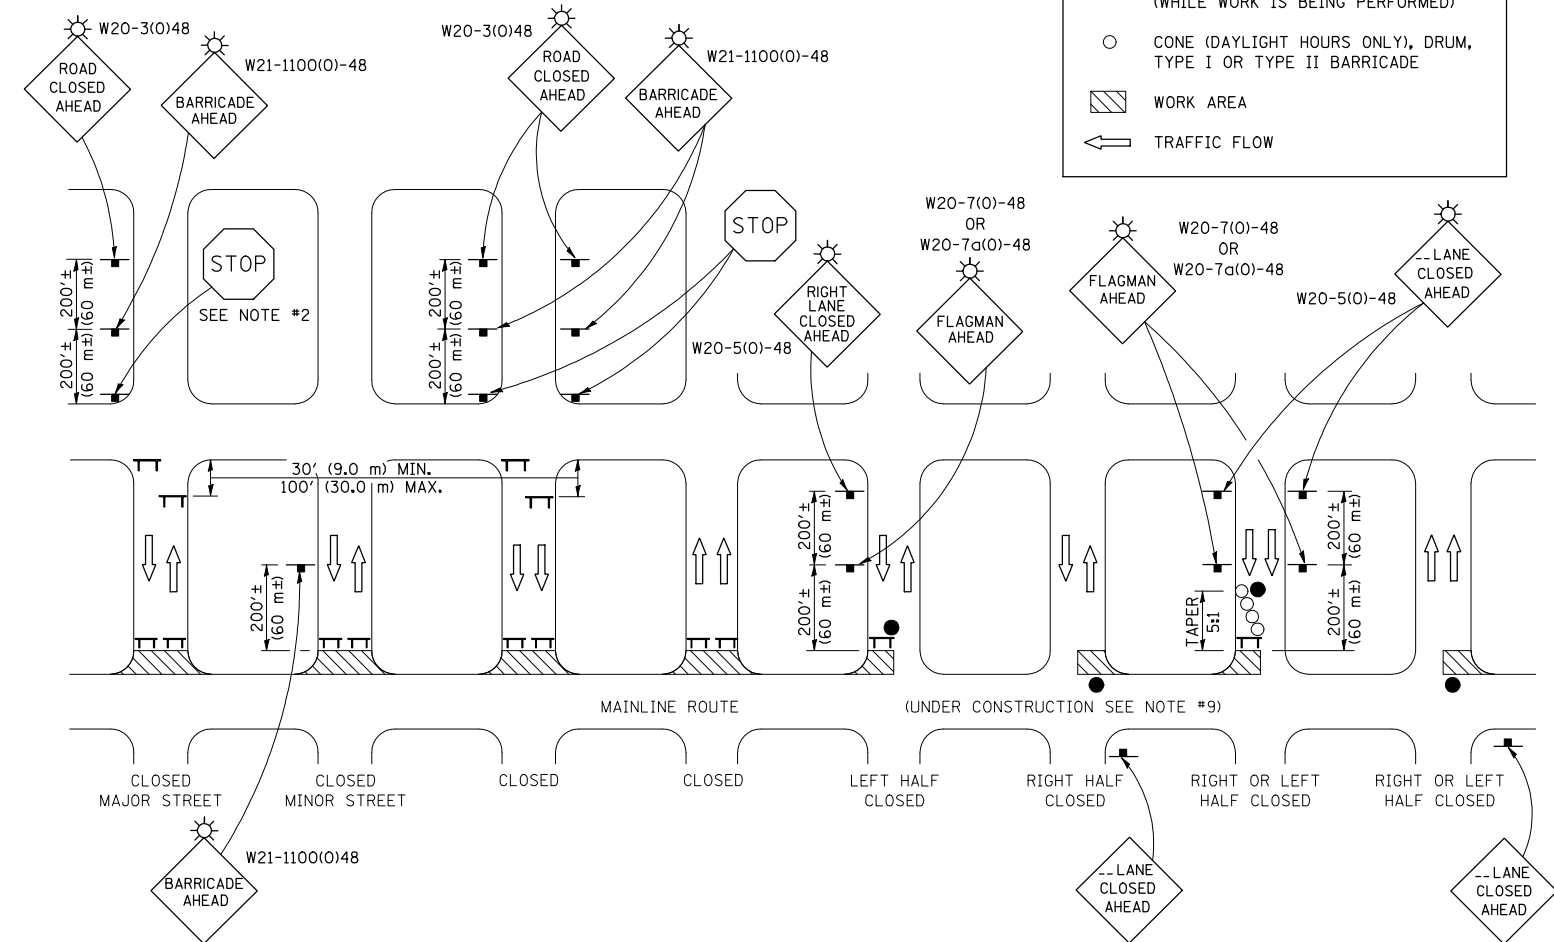 (WHILE WORK IS BEING PERFORMED)
CONE (DAYLIGHT HOURS ONLY), DRUM,
TYPE I OR TYPE II BARRICADE
WORK AREA
TRAFFIC FLOW
W20-3(O)48
ROAD
CLOSED
AHEAD
W21-1100(O)-48
BARRICADE
AHEAD
W20-3(O)48
ROAD
CLOSED
AHEAD
W21-1100(O)-48
BARRICADE
AHEAD
STOP
SEE NOTE #2
STOP
200'±
(60 m±)
200'±
(60 m±)
200'±
(60 m±)
200'±
(60 m±)
W20-5(O)-48
RIGHT
LANE
CLOSED
AHEAD
W20-7(O)-48
OR
W20-7a(O)-48
FLAGMAN
AHEAD
FLAGMAN
AHEAD
W20-7(O)-48
OR
W20-7a(O)-48
W20-5(O)-48
__LANE
CLOSED
AHEAD
30' (9.0 m) MIN.
100' (30.0 m) MAX.
200'±
(60 m±)
200'±
(60 m±)
200'±
(60 m±)
TAPER
5:1
200'±
(60 m±)
200'±
(60 m±)
MAINLINE ROUTE
(UNDER CONSTRUCTION SEE NOTE #9)
CLOSED
MAJOR STREET
CLOSED
MINOR STREET
CLOSED
CLOSED
LEFT HALF
CLOSED
RIGHT HALF
CLOSED
RIGHT OR LEFT
HALF CLOSED
RIGHT OR LEFT
HALF CLOSED
W21-1100(O)48
BARRICADE
AHEAD
__LANE
CLOSED
AHEAD
__LANE
CLOSED
AHEAD